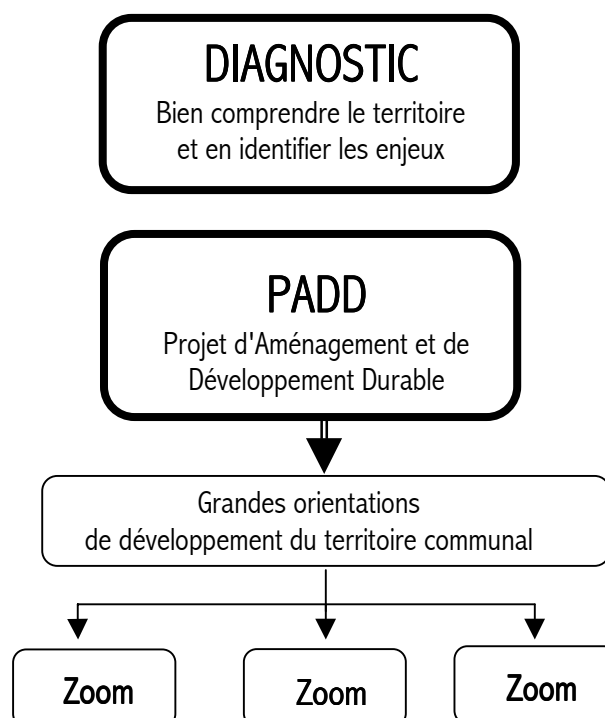 DIAGNOSTIC
Bien comprendre le territoire
et en identifier les enjeux
PADD
Projet d'Aménagement et de
Développement Durable
Grandes orientations
de développement du territoire communal
Zoom
Zoom
Zoom